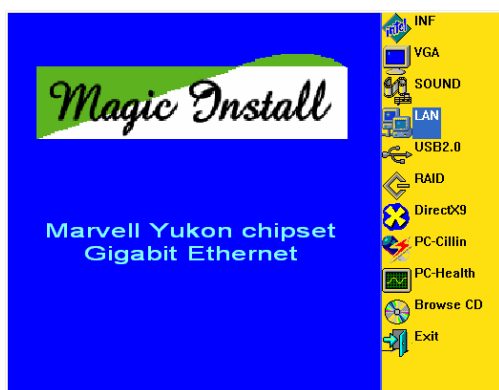 Magic Install
Marvell Yukon chipset
Gigabit Ethernet
intel
INF
VGA
SOUND
LAN
USB2.0
RAID
DirectX9
PC-Cillin
PC-Health
Browse CD
Exit